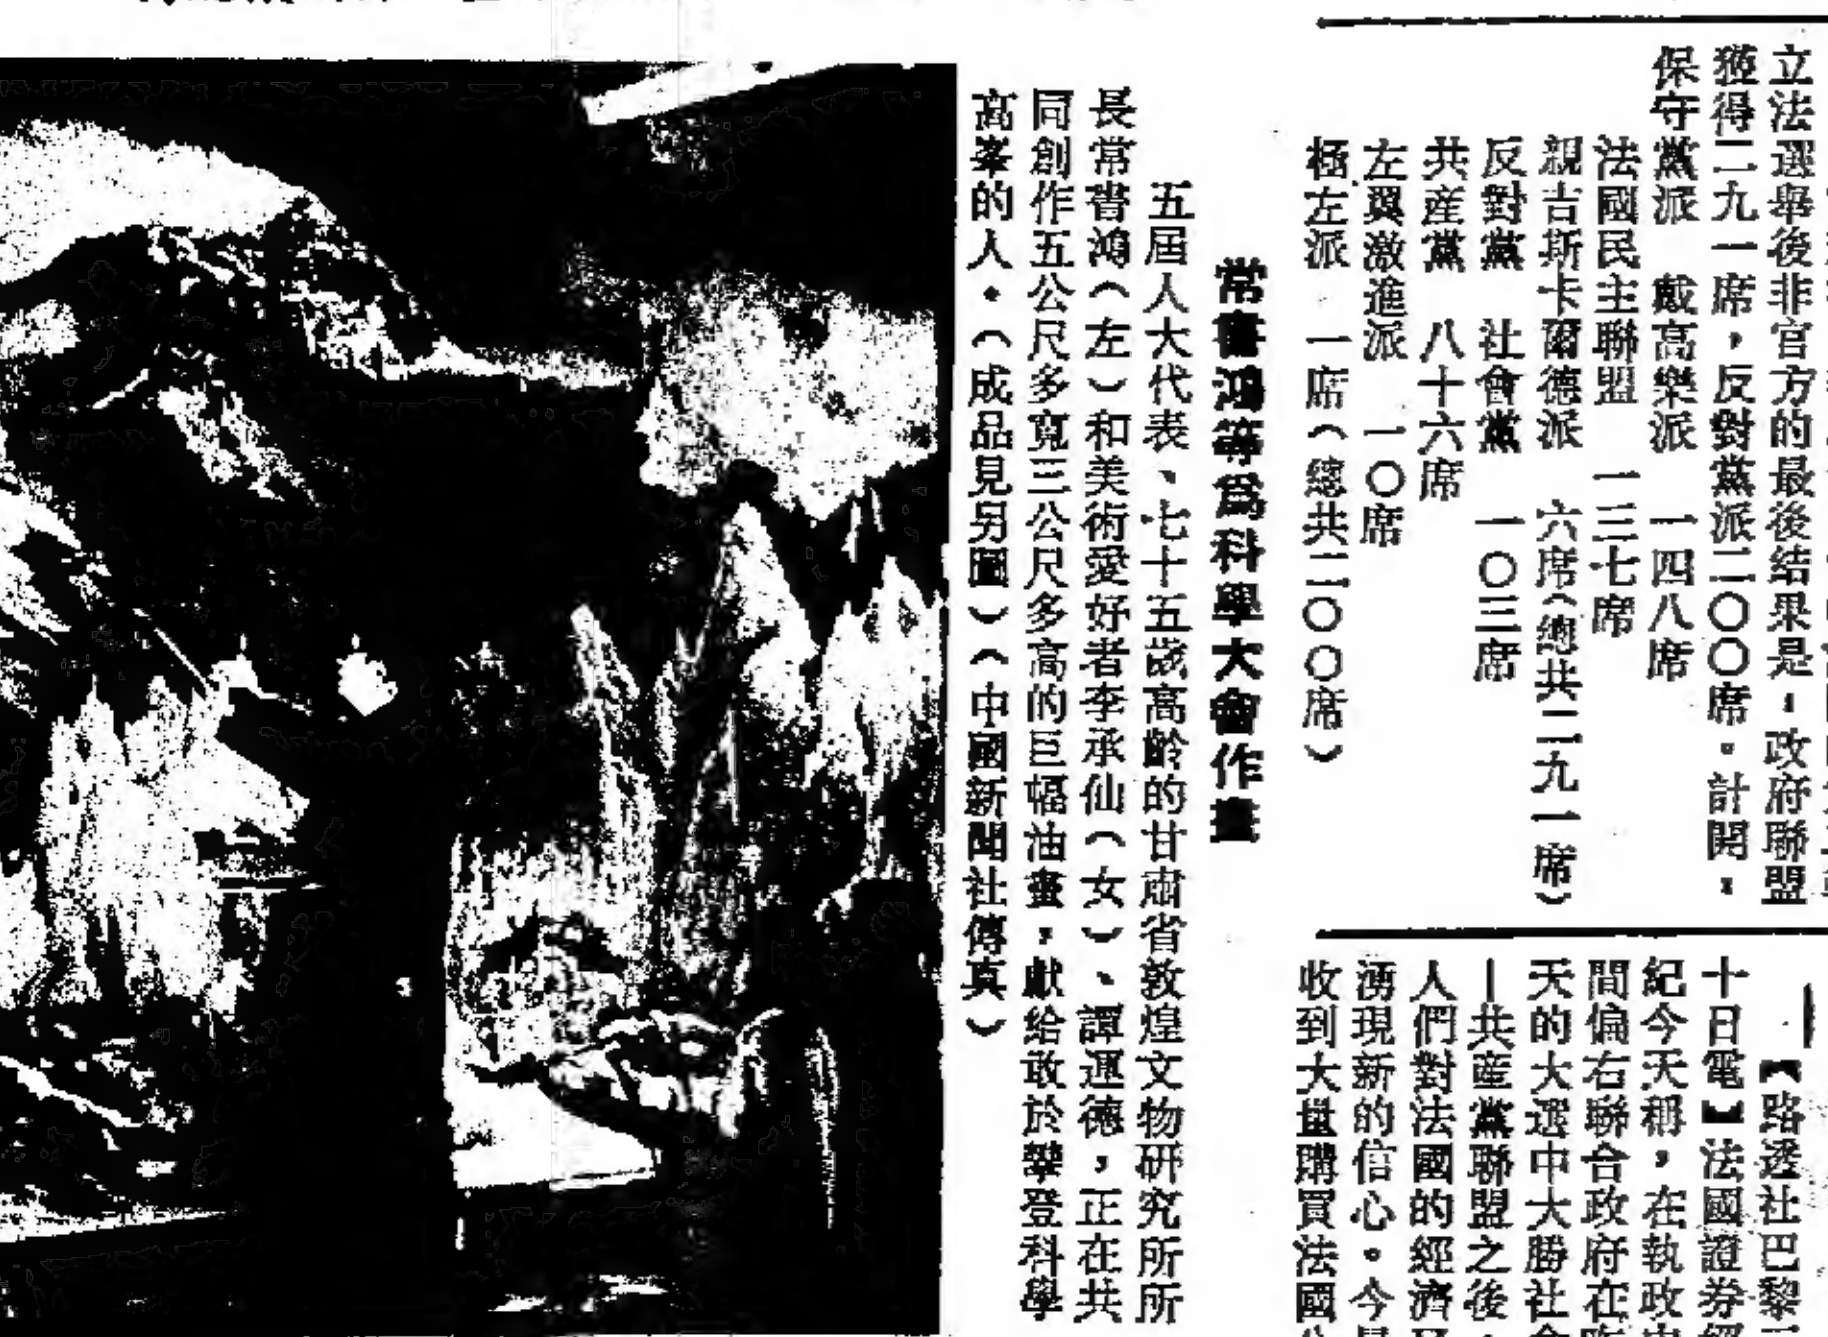 立法選舉後非官方的最後結果是：政府聯盟
獲得二九一席，反對黨派二〇〇席。計開：
保守黨派　戴高樂派　一四八席
法國民主聯盟　一三七席
親吉斯卡爾德派　六席（總共二九一席）
反對黨　社會黨　一〇三席
共産黨　八十六席
左翼激進派　一〇席
極左派　一席（總共二〇〇席）
【路透社巴黎
十日電】法國證券經
紀今天稱，在執政
間偏右聯合政府在
天的大選中大勝社會
—共産黨聯盟之後，
人們對法國的經濟
湧現新的信心。今
收到大量購買法國
常書鴻等爲科學大會作畫
五屆人大代表、七十五歲高齡的甘肅省敦煌文物研究所所
長常書鴻（左）和美術愛好者李承仙（女）、譚運德，正在共
同創作五公尺多寬三公尺多高的巨幅油畫，獻給敢於攀登科學
高峯的人。（成品見另圖）（中國新聞社傳真）